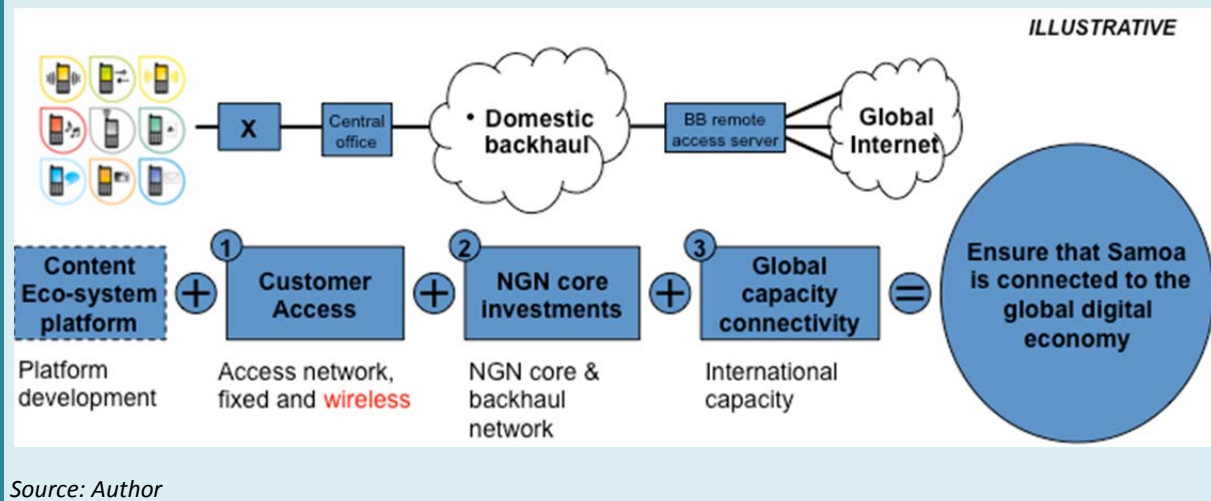 ILLUSTRATIVE
X
Central
office
• Domestic
backhaul
BB remote
access server
Global
Internet
Content
Eco-system
platform
+
1
Customer
Access
+
2
NGN core
investments
+
3
Global
capacity
connectivity
=
Ensure that Samoa
is connected to the
global digital
economy
Platform
development
Access network,
fixed and wireless
NGN core &
backhaul
network
International
capacity
Source: Author